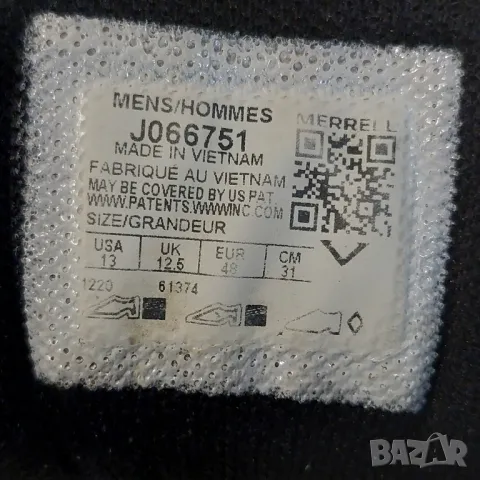 MENS/HOMMES
MERRELL
J066751
MADE IN VIETNAM
FABRIQUÉ AU VIETNAM
MAY BE COVERED BY US PAT.
WWW.PATENTS.WWWINC.COM
SIZE/GRANDEUR
USA UK EUR CM
13 12.5 48 31
1220 61374
BAZAR